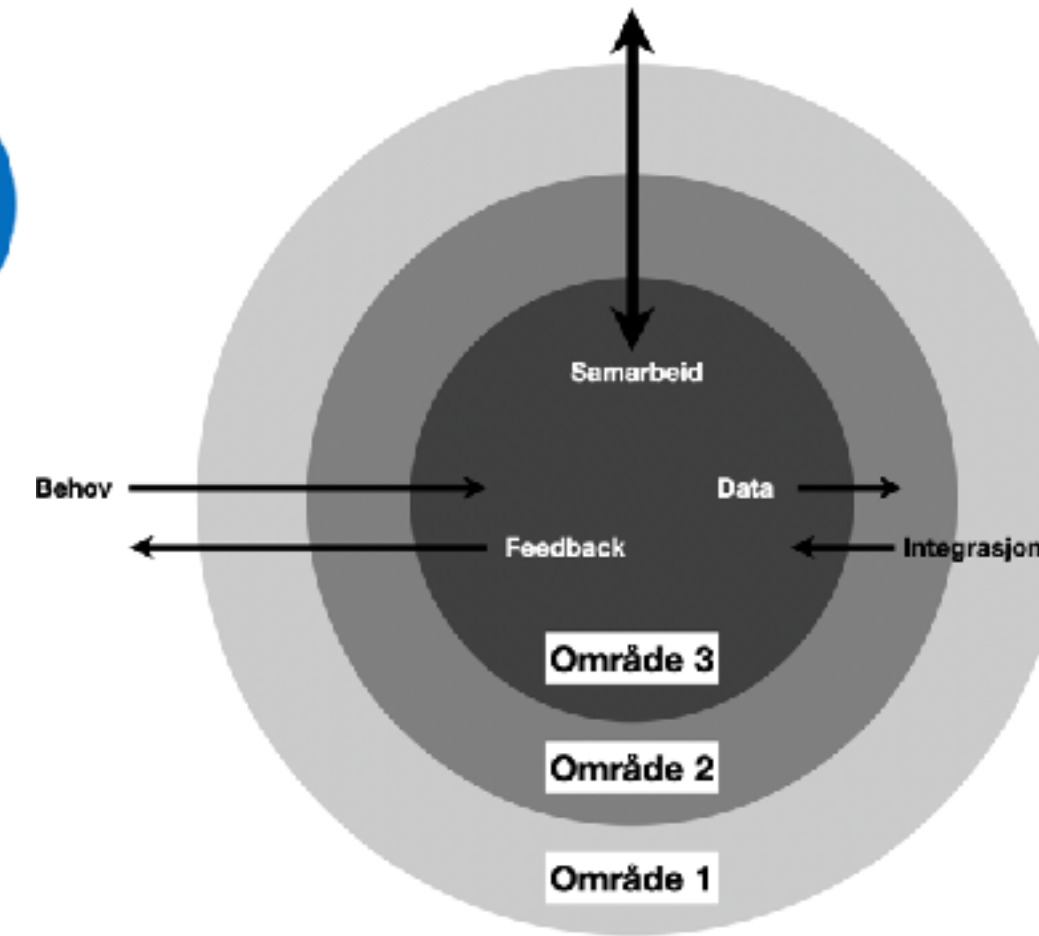 Samarbeid
Behov
Data
Feedback
Integrasjon
Område 3
Område 2
Område 1